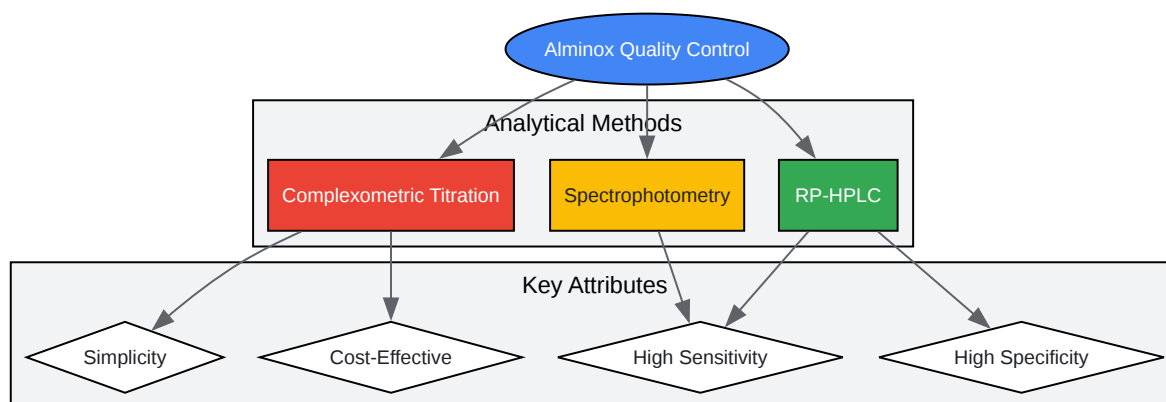 Alminox Quality Control
Analytical Methods
Complexometric Titration
Spectrophotometry
RP-HPLC
Key Attributes
Simplicity
Cost-Effective
High Sensitivity
High Specificity